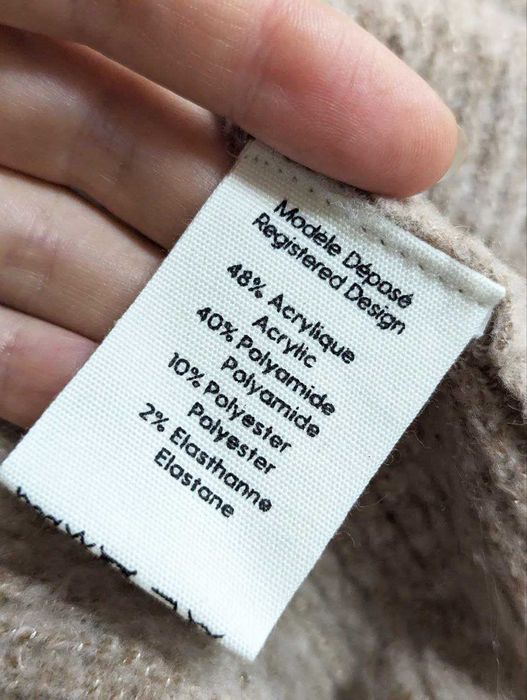 Modèle Déposé
Registered Design
48% Acrylique
Acrylic
40% Polyamide
Polyamide
10% Polyester
Polyester
2% Elasthanne
Elastane